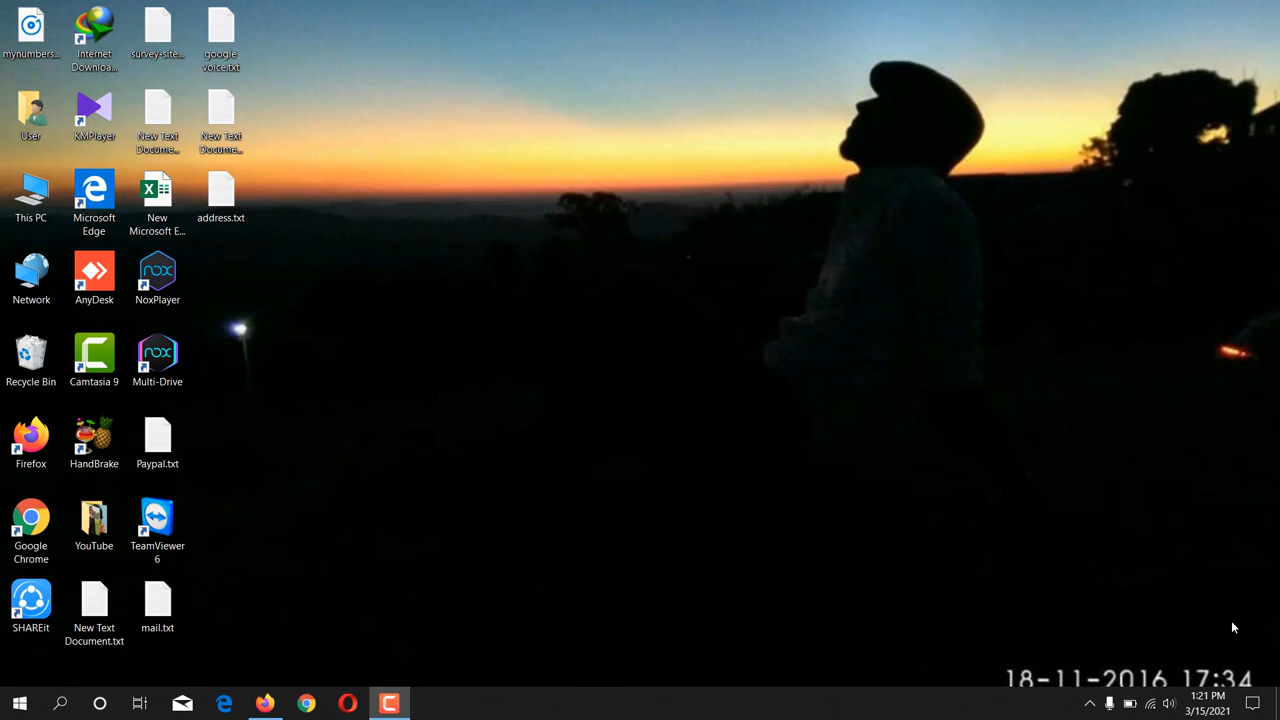 mynumbers...
Internet
Downloa...
survey-site...
google
voice.txt
User
KMPlayer
New Text
Docume...
New Text
Docume...
This PC
Microsoft
Edge
New
Microsoft E...
address.txt
Network
AnyDesk
NoxPlayer
Recycle Bin
Camtasia 9
Multi-Drive
Firefox
HandBrake
Paypal.txt
Google
Chrome
YouTube
TeamViewer
6
SHAREit
New Text
Document.txt
mail.txt
18-11-2016 17:34
1:21 PM
3/15/2021